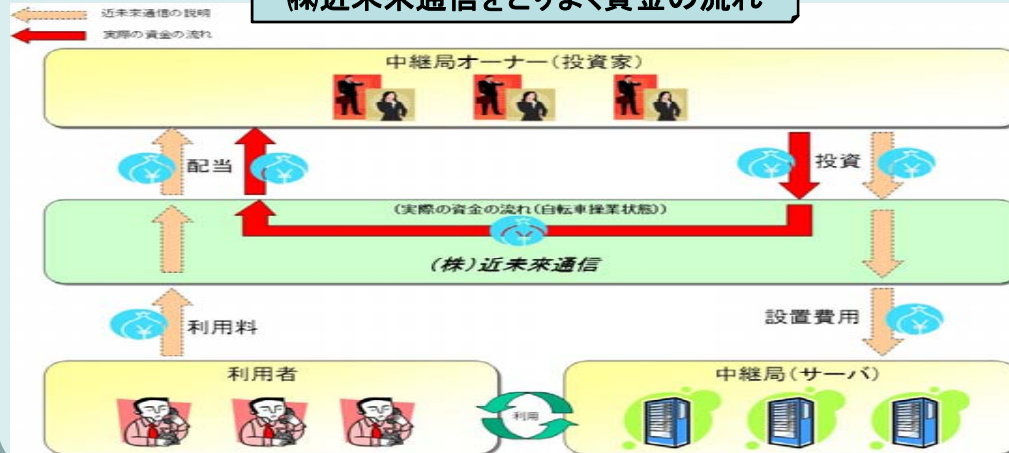 ㈱近未来通信をとりまく資金の流れ
近未来通信の説明
実際の資金の流れ
中継局オーナー(投資家)
配当
投資
(実際の資金の流れ(自転車操業状態))
(株)近未来通信
利用料
設置費用
利用者
中継局(サーバ)
利用